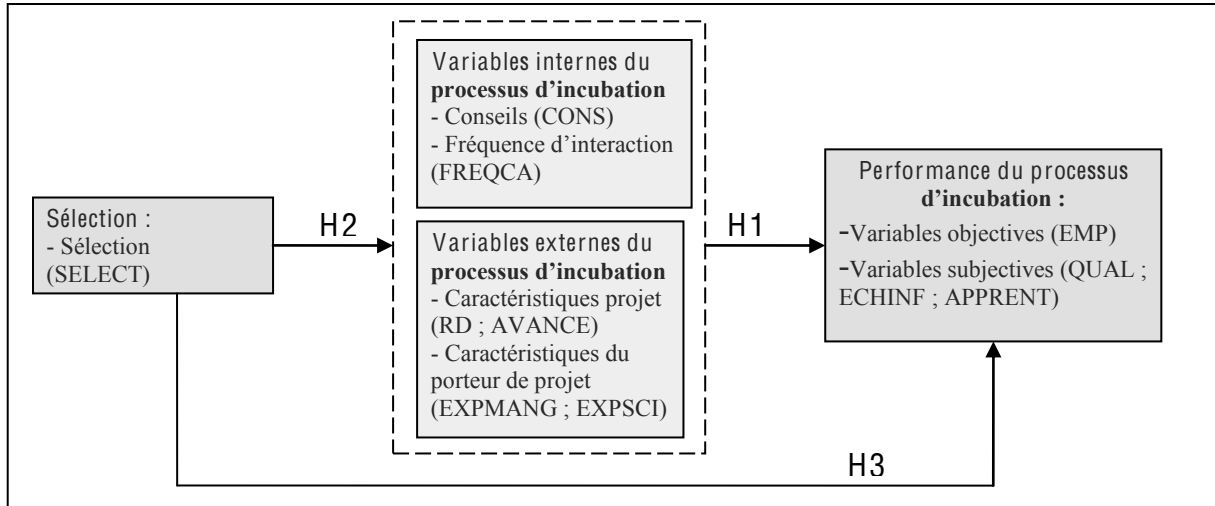 Sélection :
- Sélection
(SELECT)
H2
Variables internes du
processus d'incubation
- Conseils (CONS)
- Fréquence d'interaction
(FREQCA)
Variables externes du
processus d'incubation
- Caractéristiques projet
(RD ; AVANCE)
- Caractéristiques du
porteur de projet
(EXPMANG ; EXPSCI)
H1
Performance du processus
d'incubation :
-Variables objectives (EMP)
-Variables subjectives (QUAL ;
ECHINF ; APPRENT)
H3